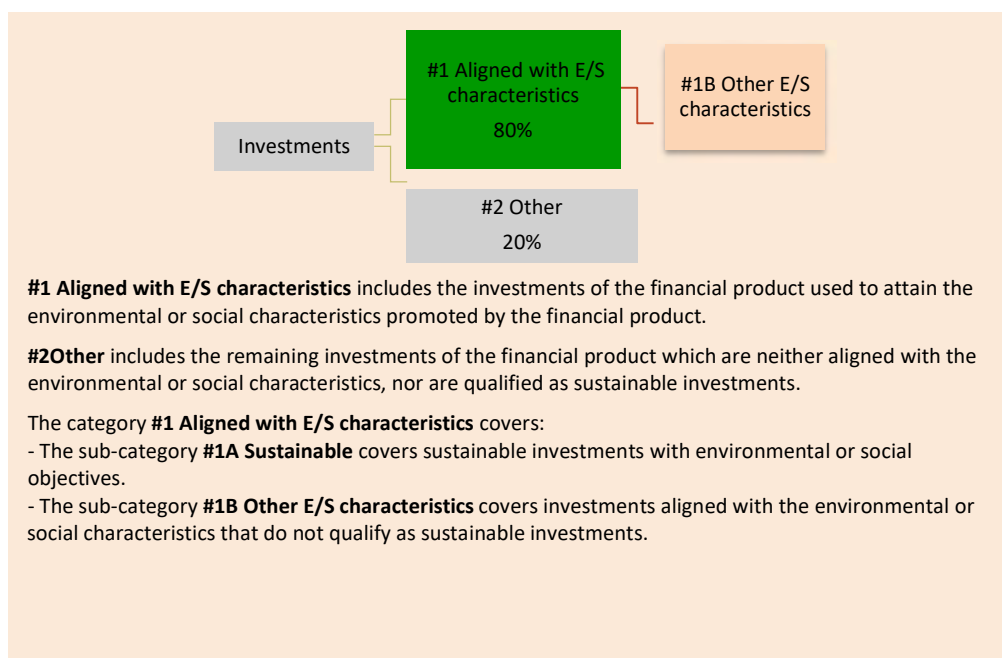 #1 Aligned with E/S
characteristics
80%
#1B Other E/S
characteristics
Investments
#2 Other
20%
#1 Aligned with E/S characteristics includes the investments of the financial product used to attain the
environmental or social characteristics promoted by the financial product.
#2Other includes the remaining investments of the financial product which are neither aligned with the
environmental or social characteristics, nor are qualified as sustainable investments.
The category #1 Aligned with E/S characteristics covers:
- The sub-category #1A Sustainable covers sustainable investments with environmental or social
objectives.
- The sub-category #1B Other E/S characteristics covers investments aligned with the environmental or
social characteristics that do not qualify as sustainable investments.